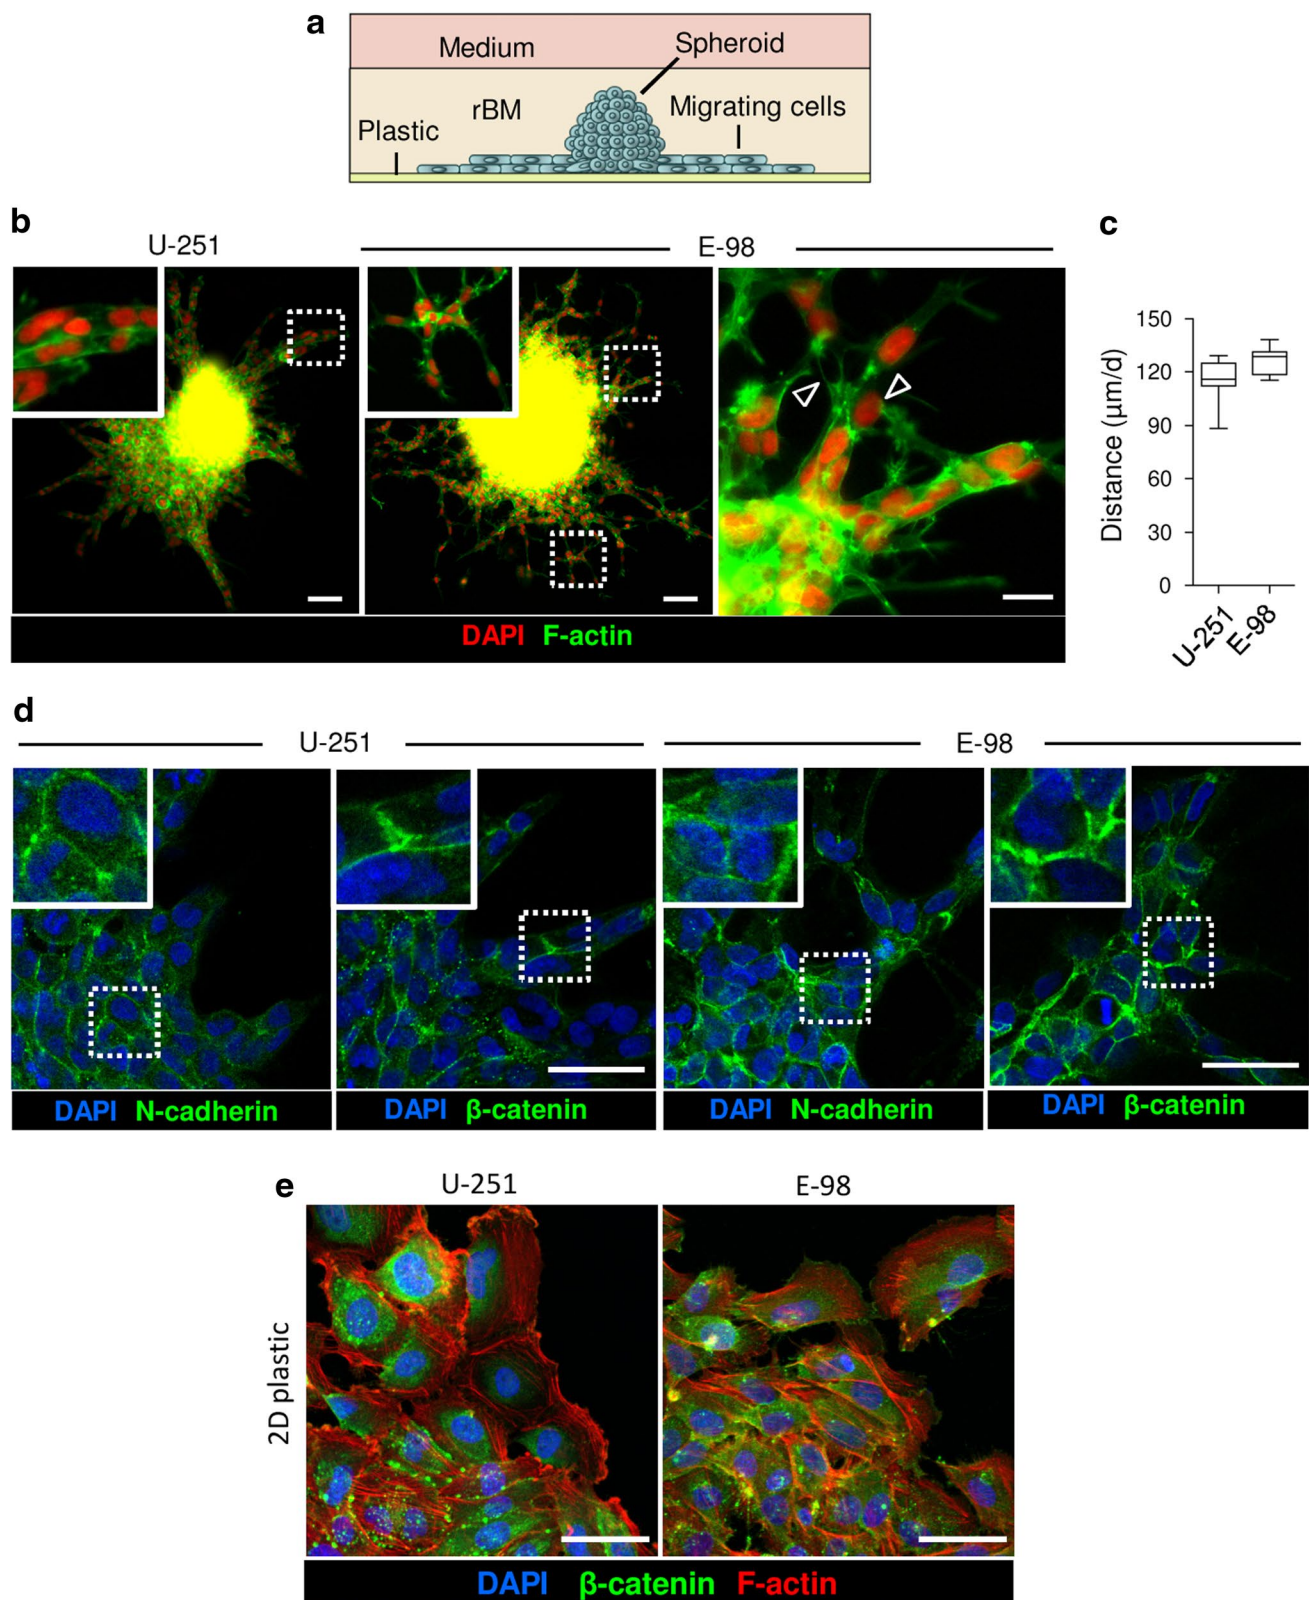 a
Medium
Spheroid
rBM
Migrating cells
Plastic
b
U-251
E-98
DAPI F-actin
c
150
120
90
60
30
0
Distance (µm/d)
U-251
E-98
d
U-251
E-98
DAPI N-cadherin
DAPI β-catenin
DAPI N-cadherin
DAPI β-catenin
e
U-251
E-98
2D plastic
DAPI β-catenin F-actin